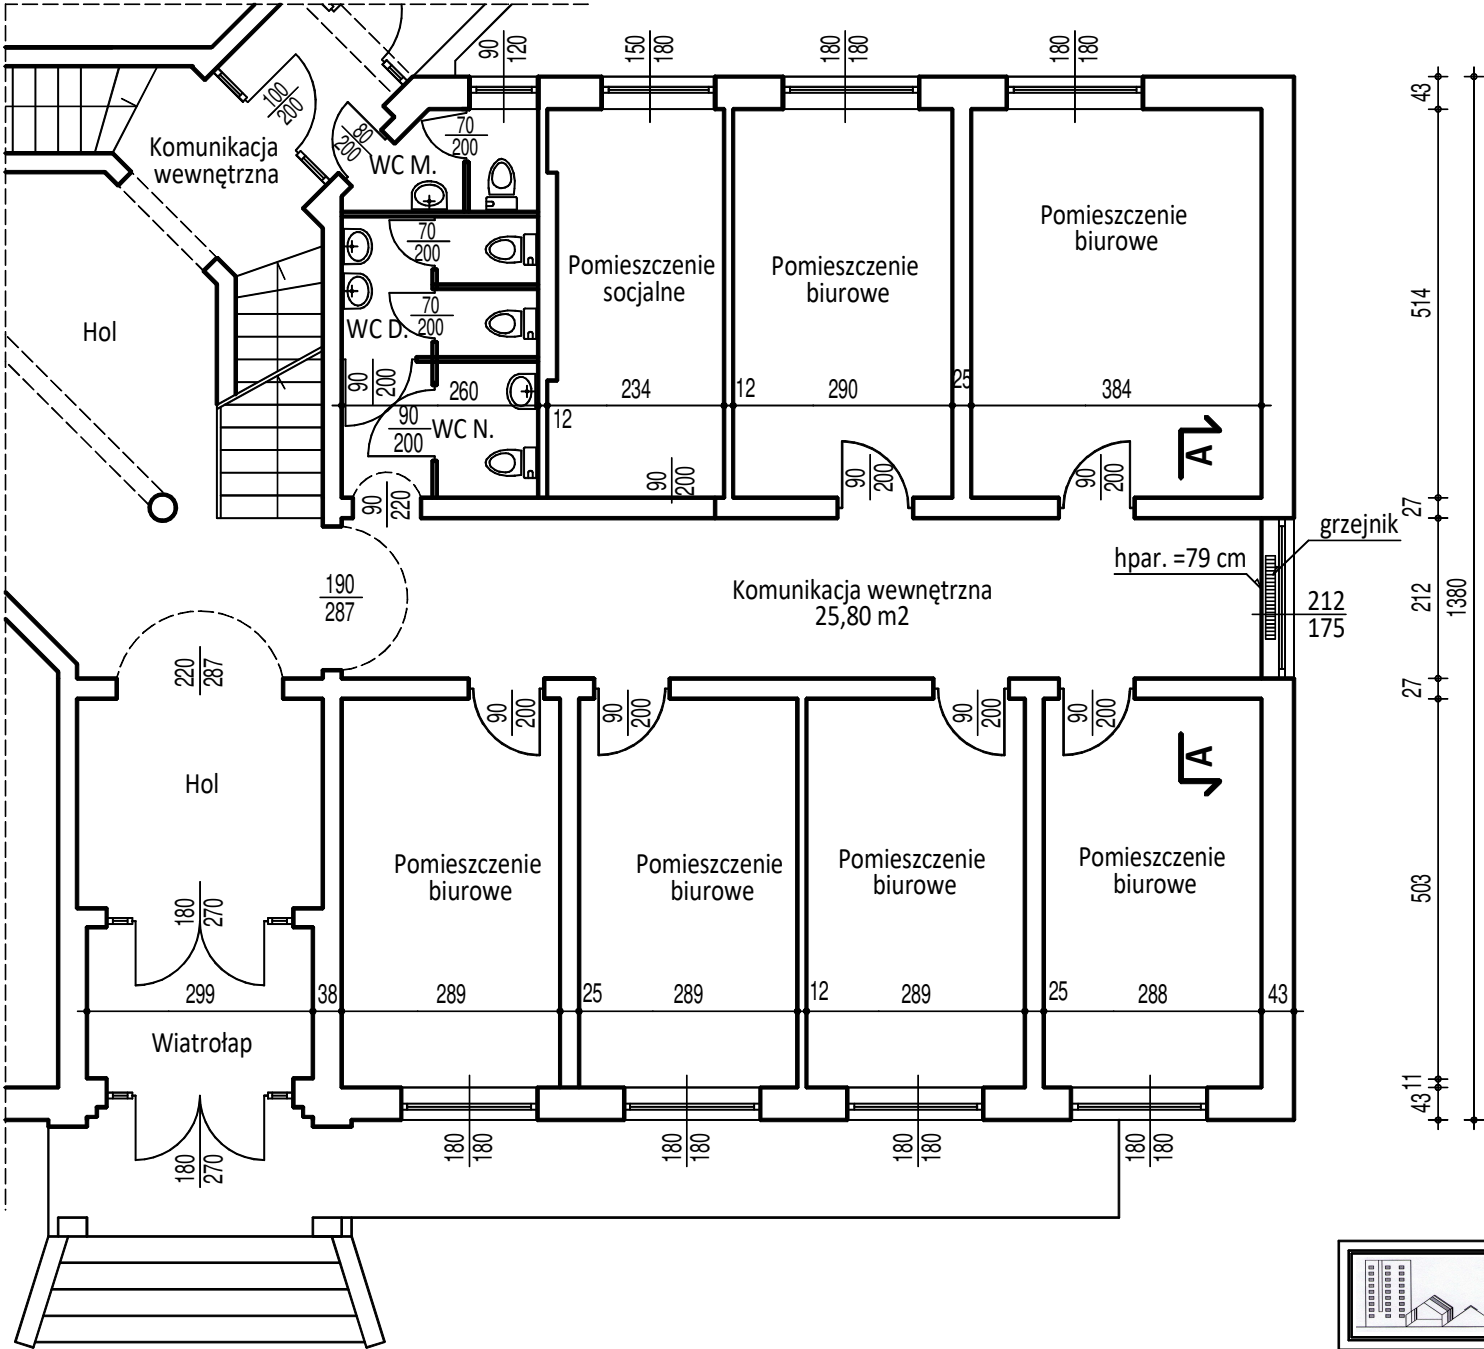 90
120
150
180
180
180
180
180
43
100
200
80
200
70
200
Komunikacja
wewnętrzna
WC M.
Pomieszczenie
biurowe
70
200
Pomieszczenie
socjalne
Pomieszczenie
biurowe
514
Hol
WC D.
70
200
90
200
260
234
12
290
25
384
12
90
200
WC N.
A
90
200
90
200
90
200
90
220
27
grzejnik
hpar. =79 cm
190
287
Komunikacja wewnętrzna
25,80 m2
212
175
212
1380
220
287
27
90
200
90
200
90
200
90
200
A
Hol
Pomieszczenie
biurowe
Pomieszczenie
biurowe
Pomieszczenie
biurowe
Pomieszczenie
biurowe
503
180
270
299
38
289
25
289
12
289
25
288
43
Wiatrołap
11
43
180
270
180
180
180
180
180
180
180
180